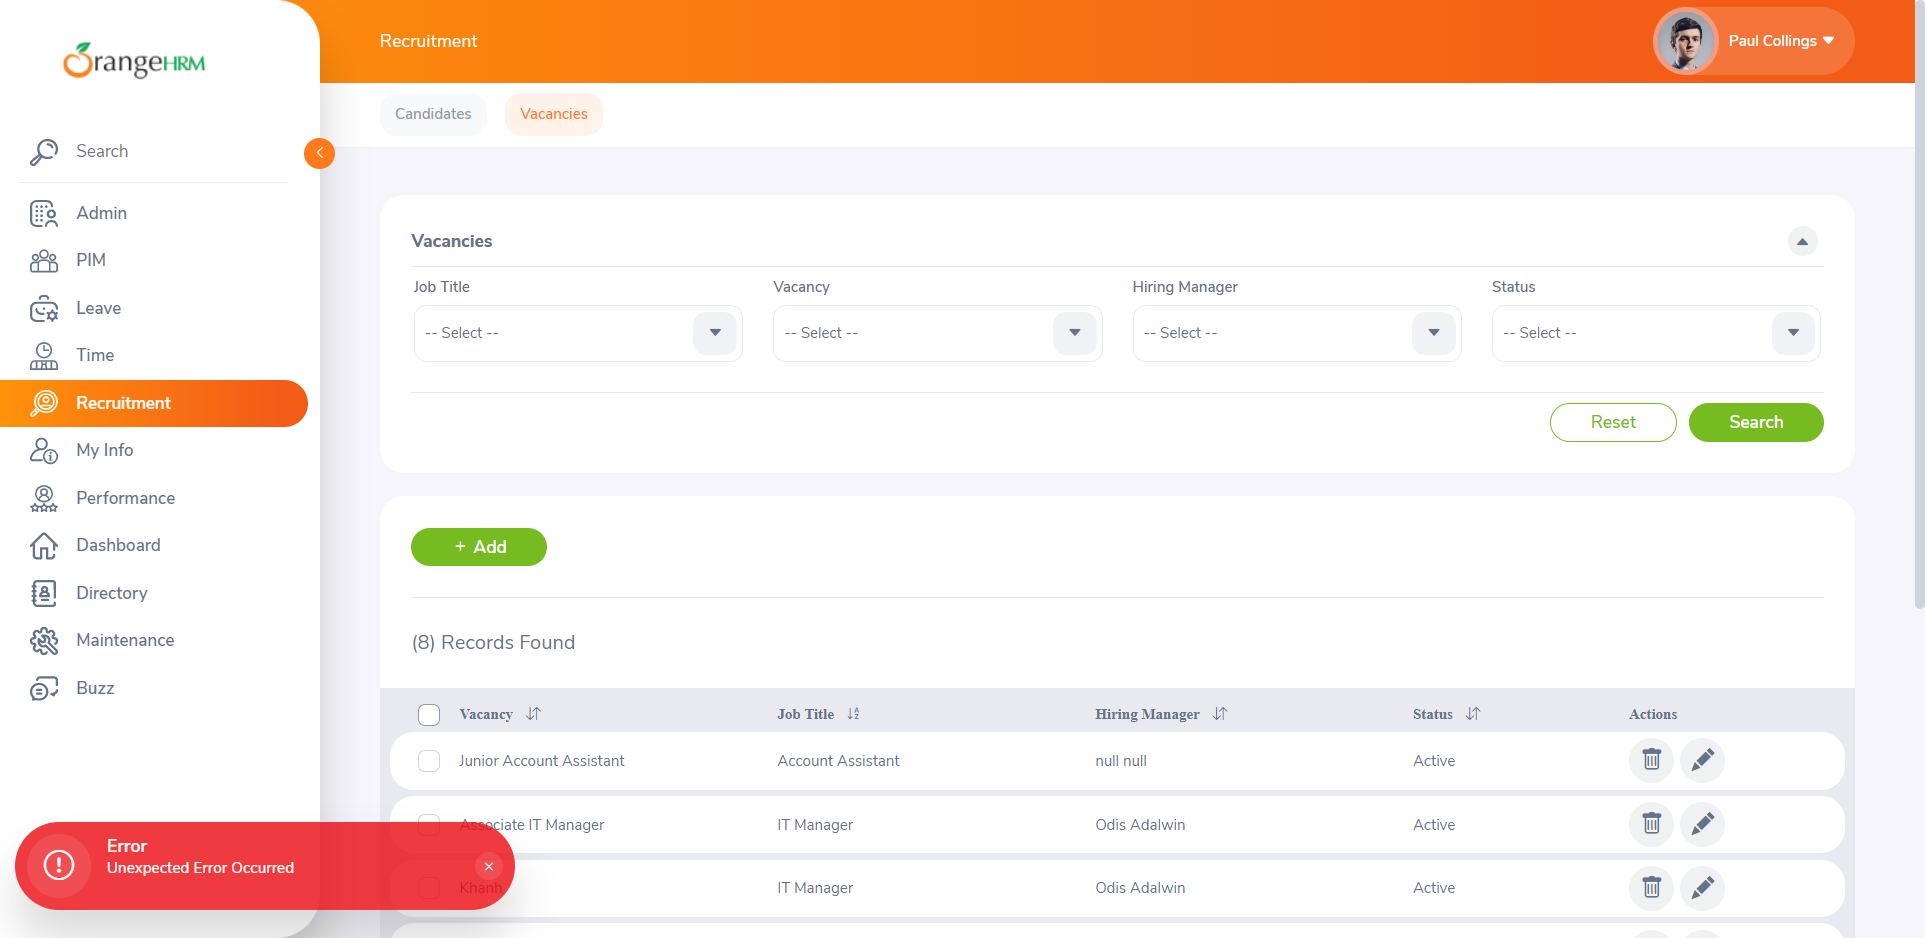 OrangeHRM
Recruitment
Paul Collings
Candidates
Vacancies
Search
Admin
PIM
Leave
Time
Recruitment
My Info
Performance
Dashboard
Directory
Maintenance
Buzz
Vacancies
Job Title
Vacancy
Hiring Manager
Status
-- Select --
-- Select --
-- Select --
-- Select --
Reset
Search
+ Add
(8) Records Found
Vacancy
Job Title
Hiring Manager
Status
Actions
Junior Account Assistant
Account Assistant
null null
Active
Associate IT Manager
IT Manager
Odis Adalwin
Active
Khanh
IT Manager
Odis Adalwin
Active
Error
Unexpected Error Occurred